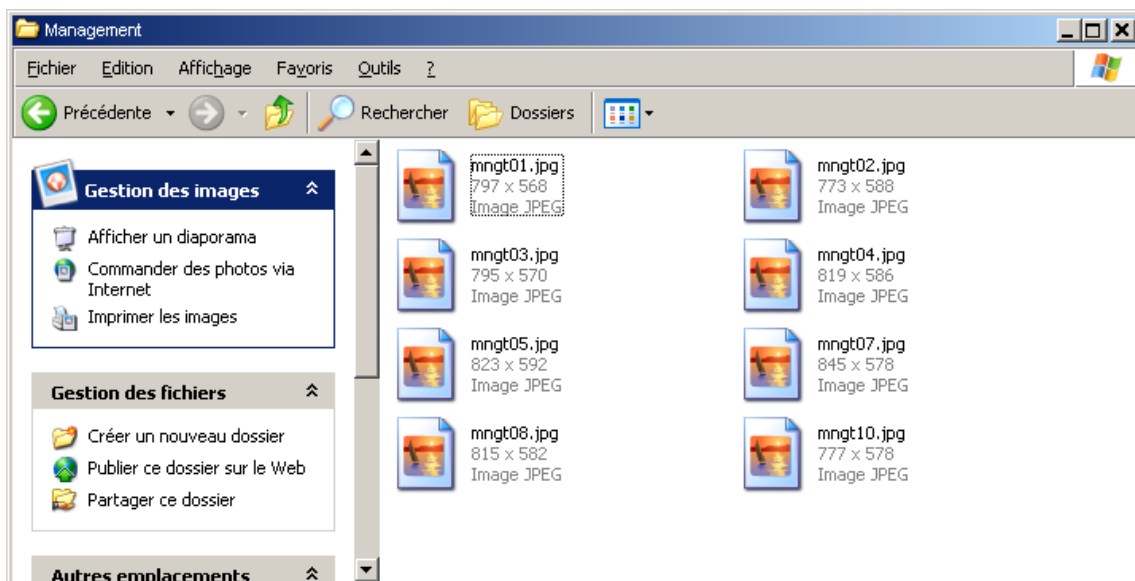 Management
Fichier Edition Affichage Favoris Outils ?
Précédente Rechercher Dossiers
Gestion des images
Afficher un diaporama
Commander des photos via
Internet
Imprimer les images
Gestion des fichiers
Créer un nouveau dossier
Publier ce dossier sur le Web
Partager ce dossier
Autres emplacements
mngt01.jpg
797 x 568
Image JPEG
mngt02.jpg
773 x 588
Image JPEG
mngt03.jpg
795 x 570
Image JPEG
mngt04.jpg
819 x 586
Image JPEG
mngt05.jpg
823 x 592
Image JPEG
mngt07.jpg
845 x 578
Image JPEG
mngt08.jpg
815 x 582
Image JPEG
mngt10.jpg
777 x 578
Image JPEG